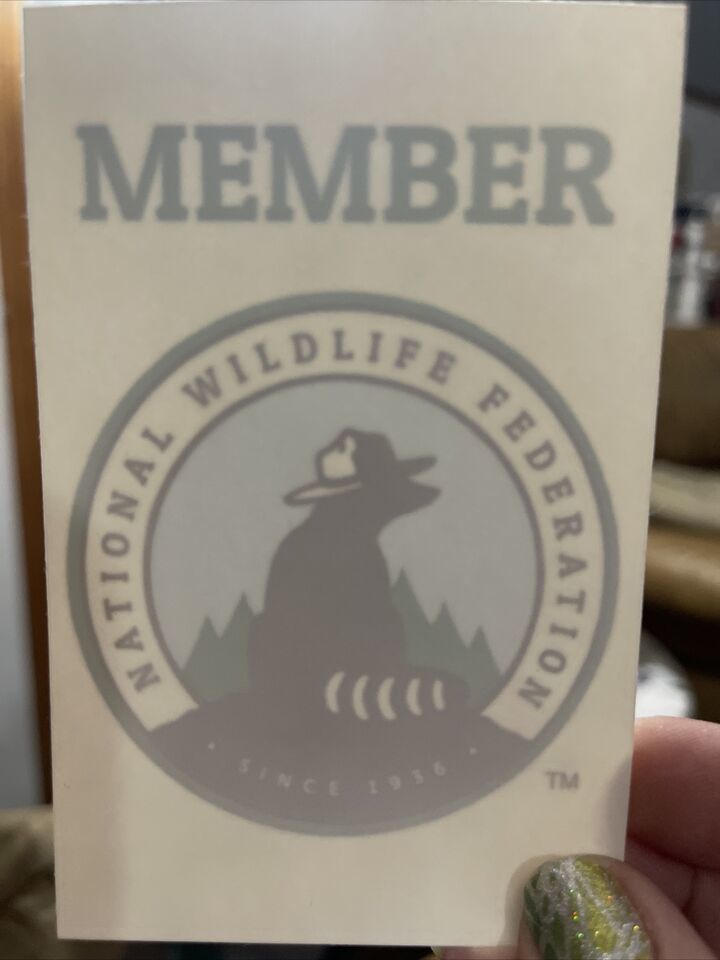 MEMBER
NATIONAL WILDLIFE FEDERATION
• SINCE 1936 •
TM